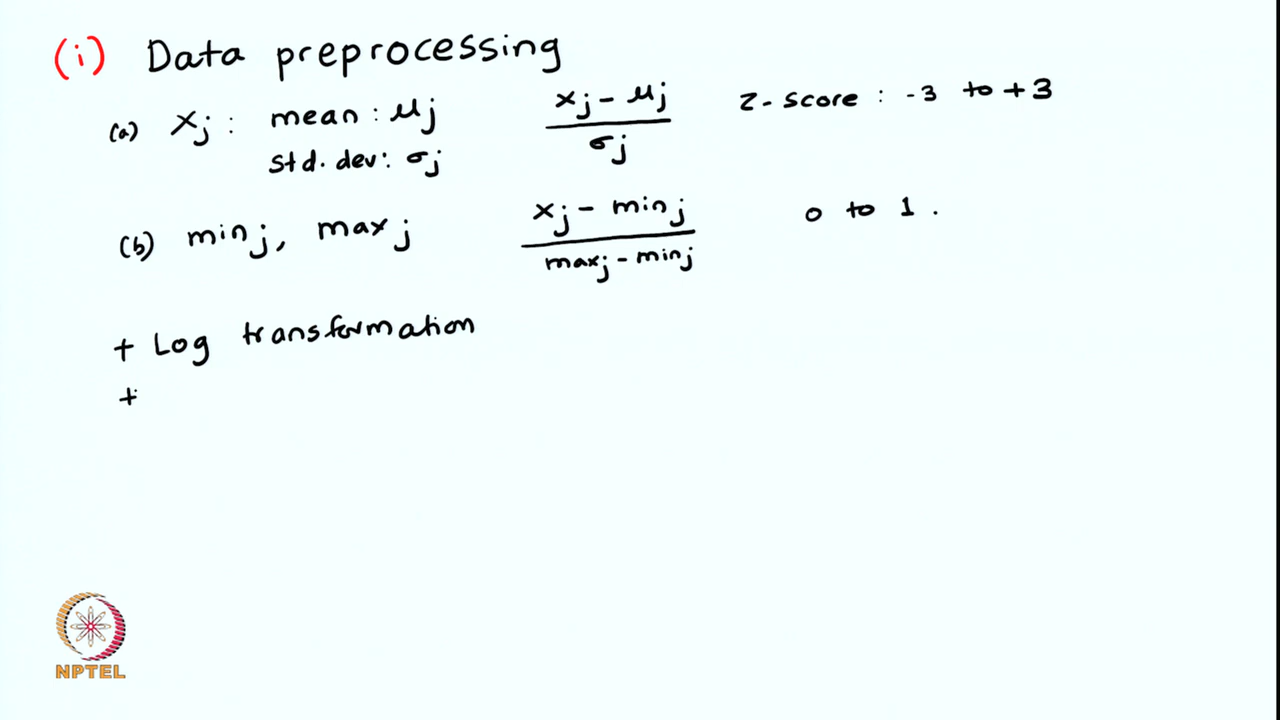 (i) Data preprocessing
(a) xj : mean : μj   (xj - μj) / σj   Z-score : -3 to +3
std. dev: σj
(b) minj, maxj   (xj - minj) / (maxj - minj)   0 to 1.
+ Log transformation
+
NPTEL